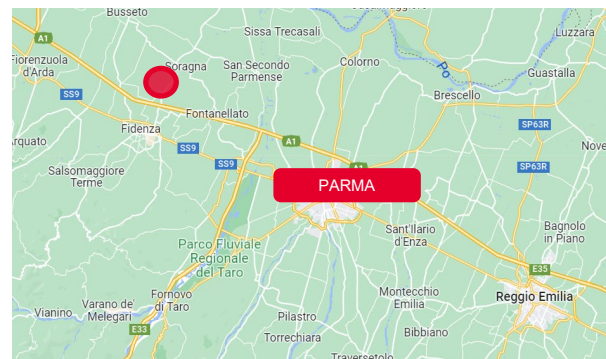 Busseto
Sissa Trecasali
Luzzara
A1
Fiorenzuola
d'Arda
Soragna
San Secondo
Parmense
Colorno
Po
Guastalla
SS9
Brescello
Fontanellato
Fidenza
A1
SP63R
Nove
arquato
SS9
SS9
A1
SP63R
Salsomaggiore
Terme
PARMA
Sant'Ilario
d'Enza
Bagnolo
in Piano
Parco Fluviale
Regionale
del Taro
E35
Fornovo
di Taro
Montecchio
Emilia
Reggio Emilia
Varano de'
Melegari
Vianino
Pilastro
E33
Bibbiano
Torrechiara
Traversetolo